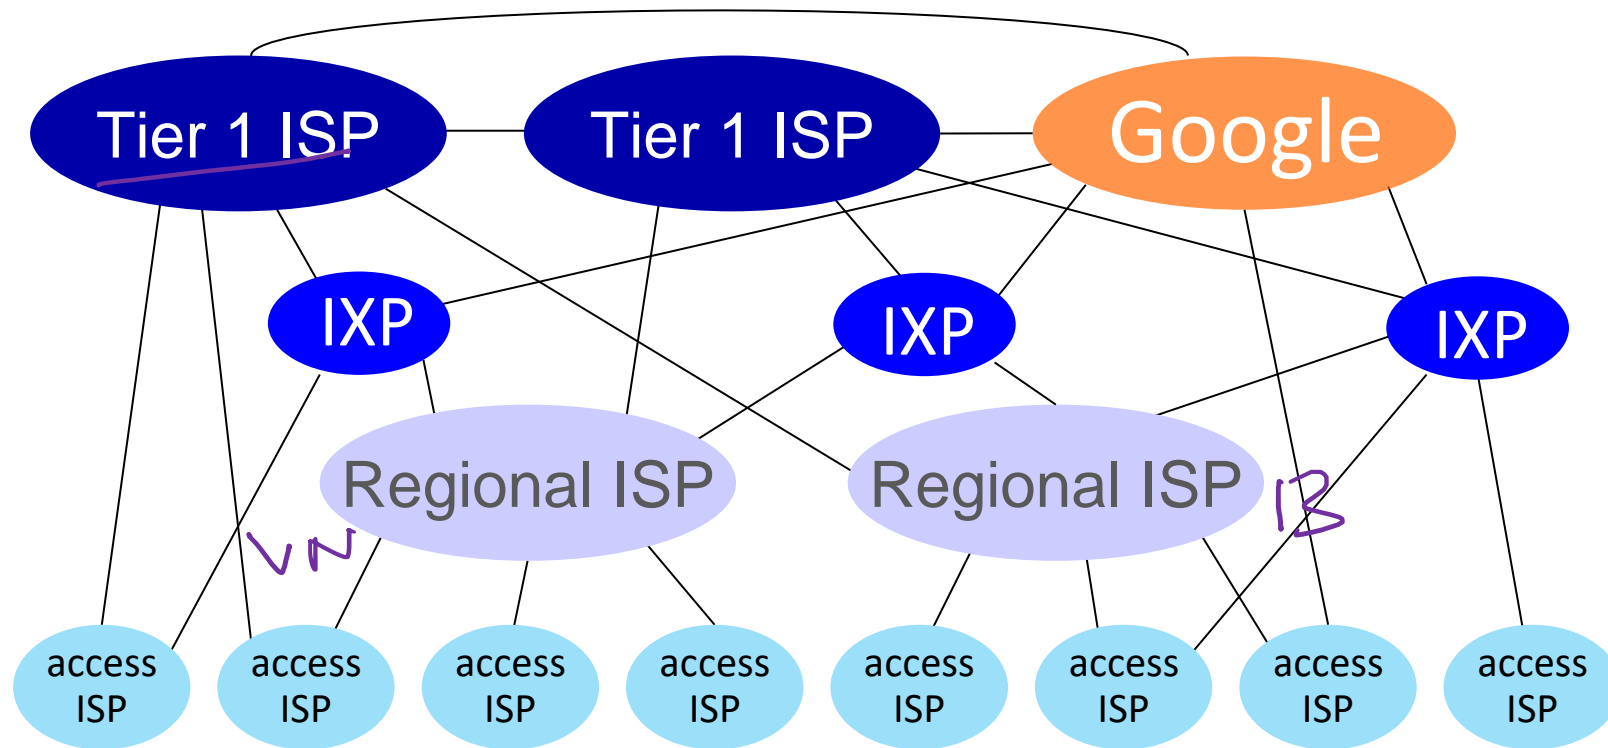 Tier 1 ISP
Tier 1 ISP
Google
IXP
IXP
IXP
Regional ISP
Regional ISP
VN
access
ISP
access
ISP
access
ISP
access
ISP
access
ISP
access
ISP
access
ISP
access
ISP